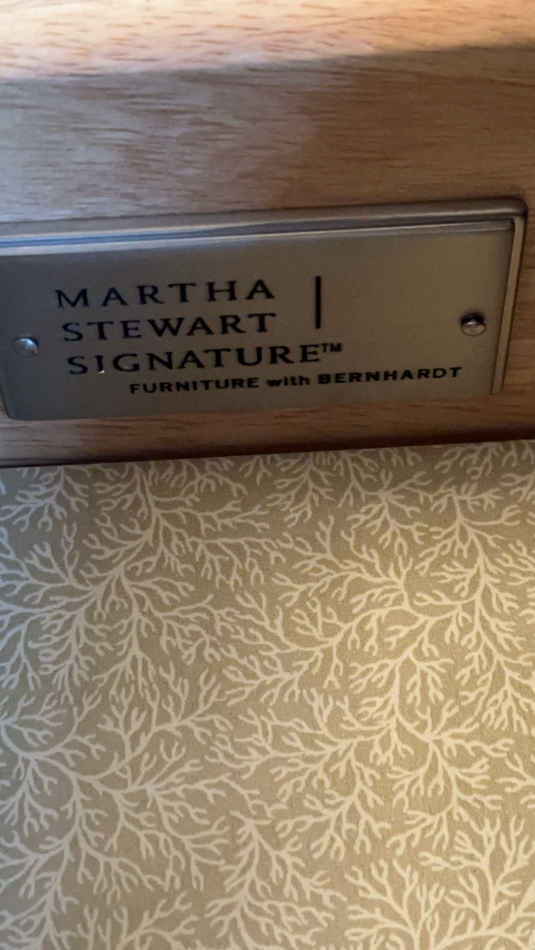 MARTHA
STEWART
SIGNATURE™
FURNITURE with BERNHARDT